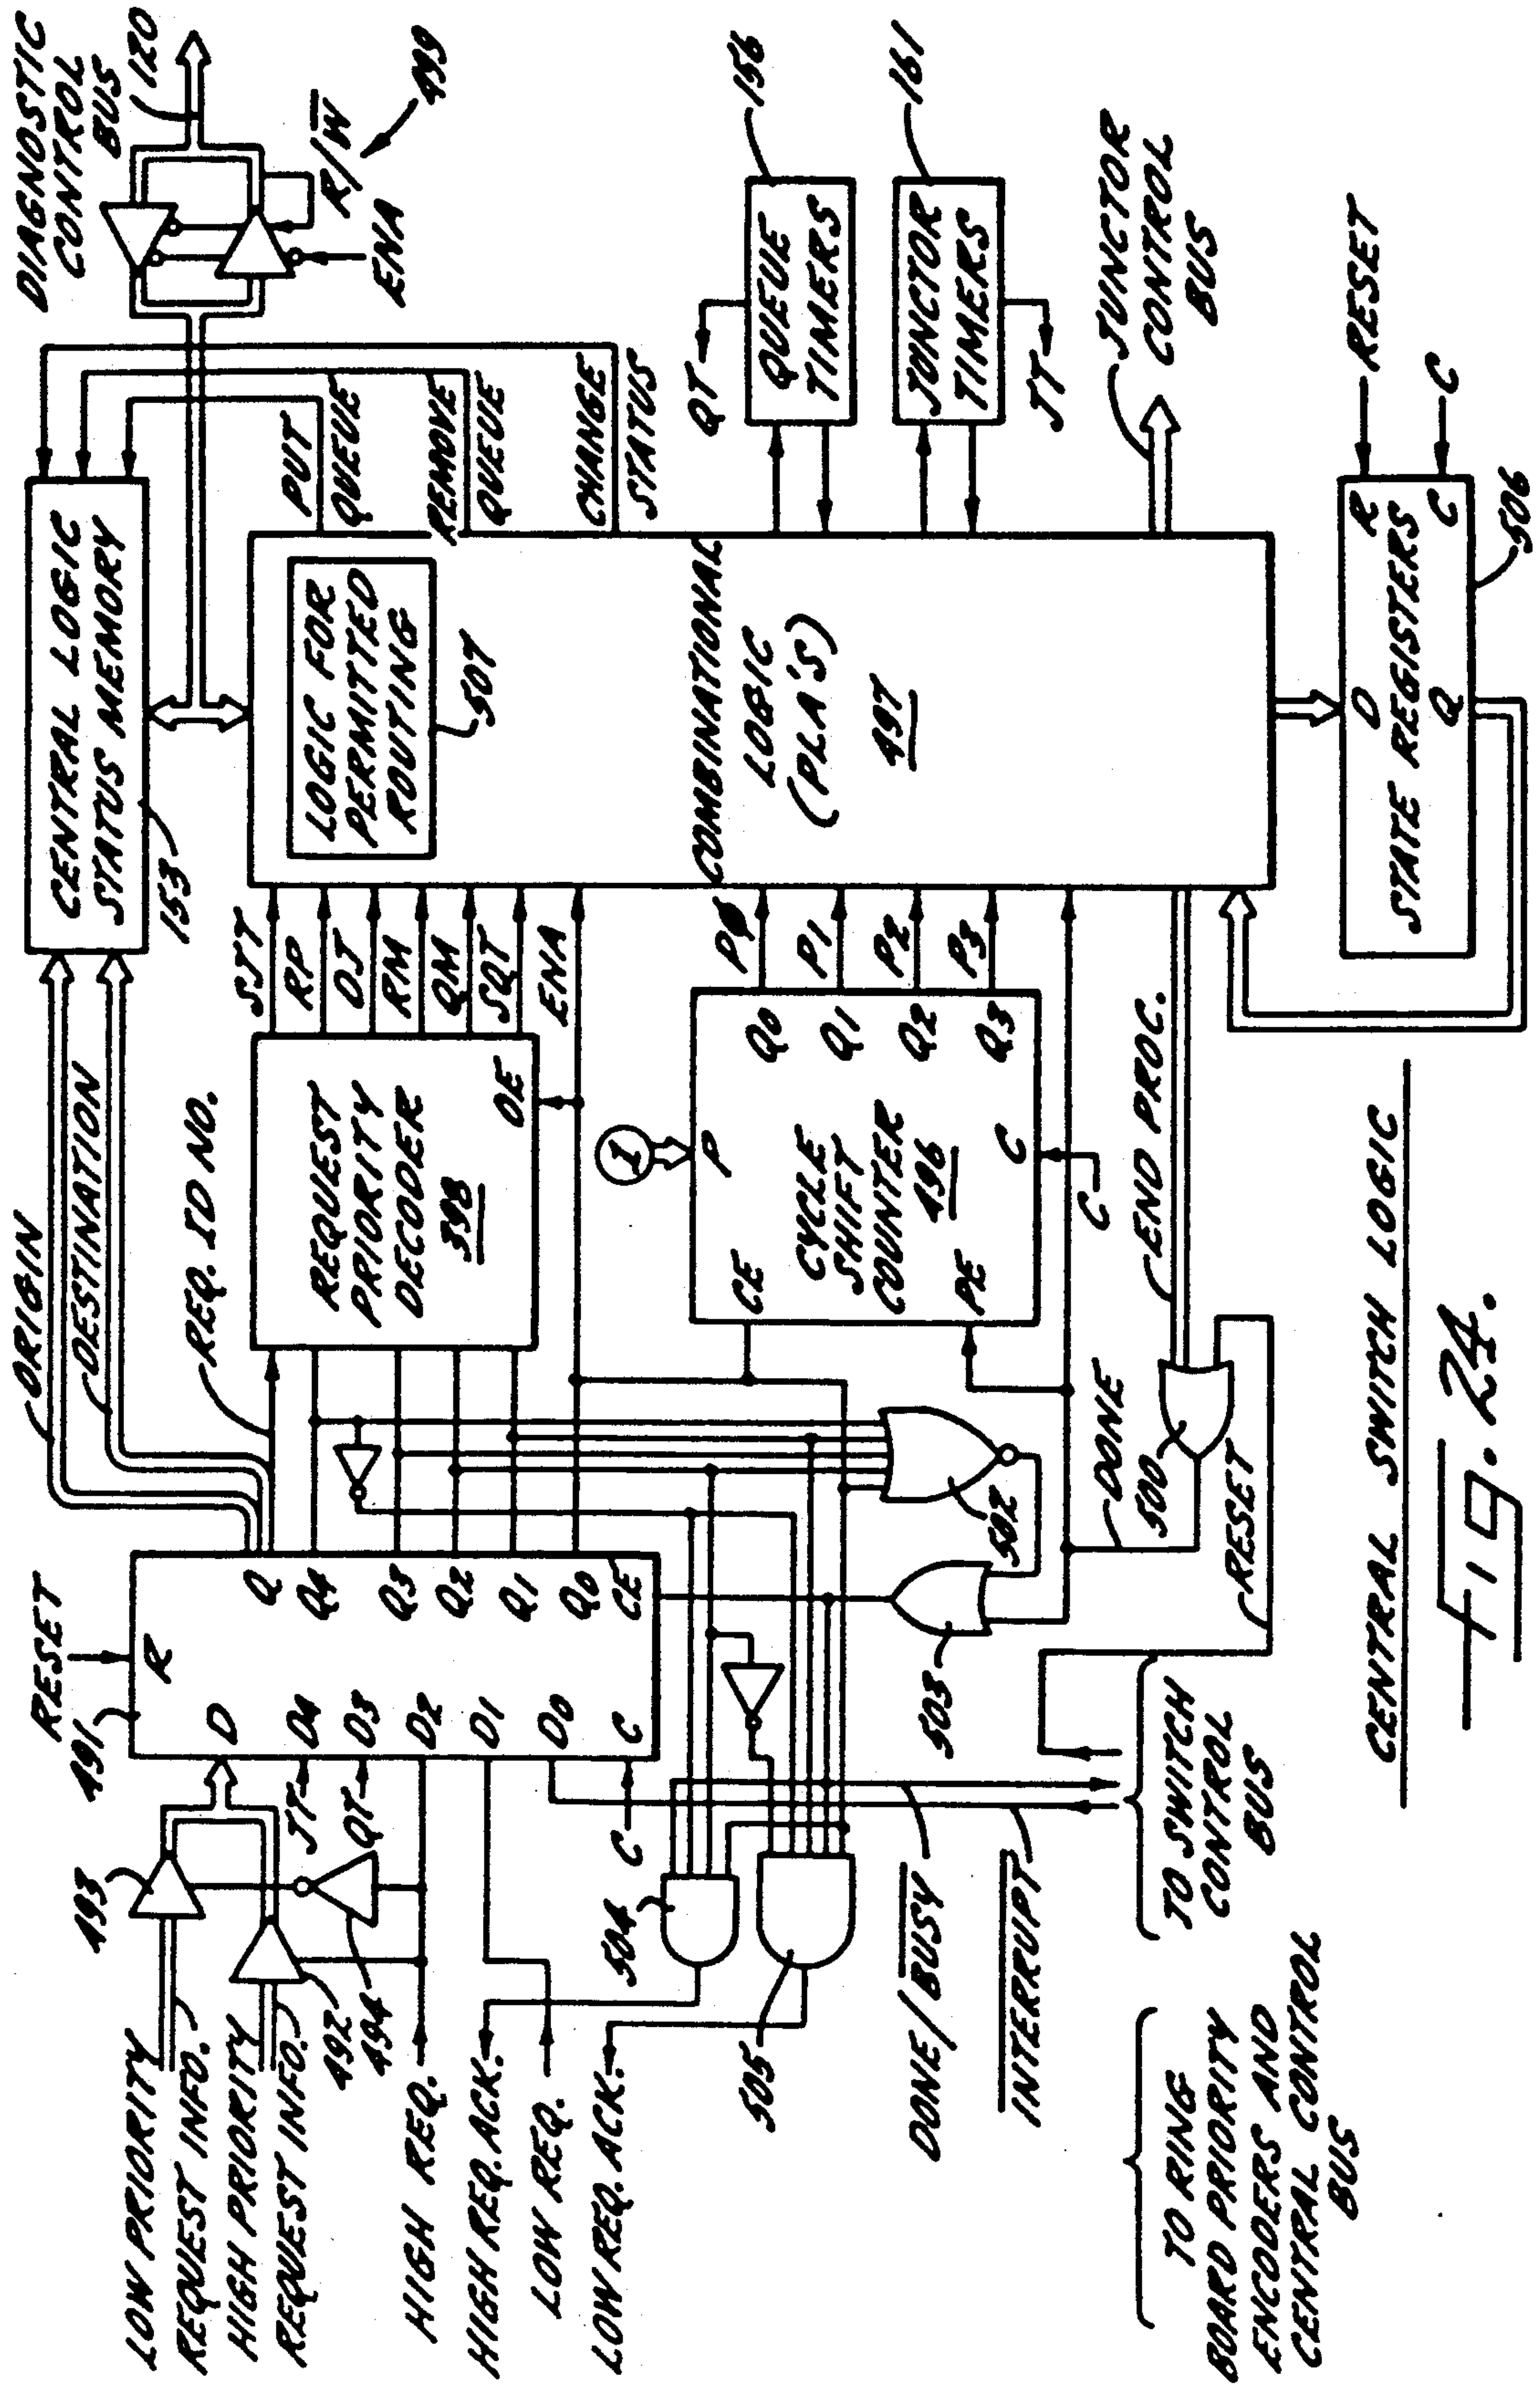 LOW PRIORITY
REQUEST INFO.
HIGH PRIORITY
REQUEST INFO.
493
492
494
HIGH REQ.
HIGH REQ. ACK.
LOW REQ.
LOW REQ. ACK.
TO RING
BOARD PRIORITY
ENCODERS AND
CENTRAL CONTROL
BUS
RESET
491
R
D
JT
D4
QT
D3
D2
D1
D0
C
C
Q
Q4
Q3
Q2
Q1
Q0
CE
504
505
DONE/BUSY
INTERRUPT
TO SWITCH
CONTROL
BUS
503
502
500
DONE
RESET
ORIGIN
DESTINATION
REQ. ID NO.
REQUEST
PRIORITY
DECODER
398
OE
1
P
CE
CYCLE
SHIFT
COUNTER
496
PE
C
C
Q0
Q1
Q2
Q3
END PROC.
SJT
RP
OJ
RM
QM
SQT
ENA
PØ
P1
P2
P3
153
CENTRAL LOGIC
STATUS MEMORY
LOGIC FOR
PERMITTED
ROUTING
507
COMBINATIONAL
LOGIC
(PLA'S)
497
PUT
QUEUE
REMOVE
QUEUE
CHANGE
STATUS
DIAGNOSTIC
CONTROL
BUS
120
R/W
ENA
499
QT
QUEUE
TIMERS
156
JUNCTOR
TIMERS
161
JT
JUNCTOR
CONTROL
BUS
RESET
C
R
C
D
STATE REGISTERS
Q
506
CENTRAL SWITCH LOGIC
Fig. 24.